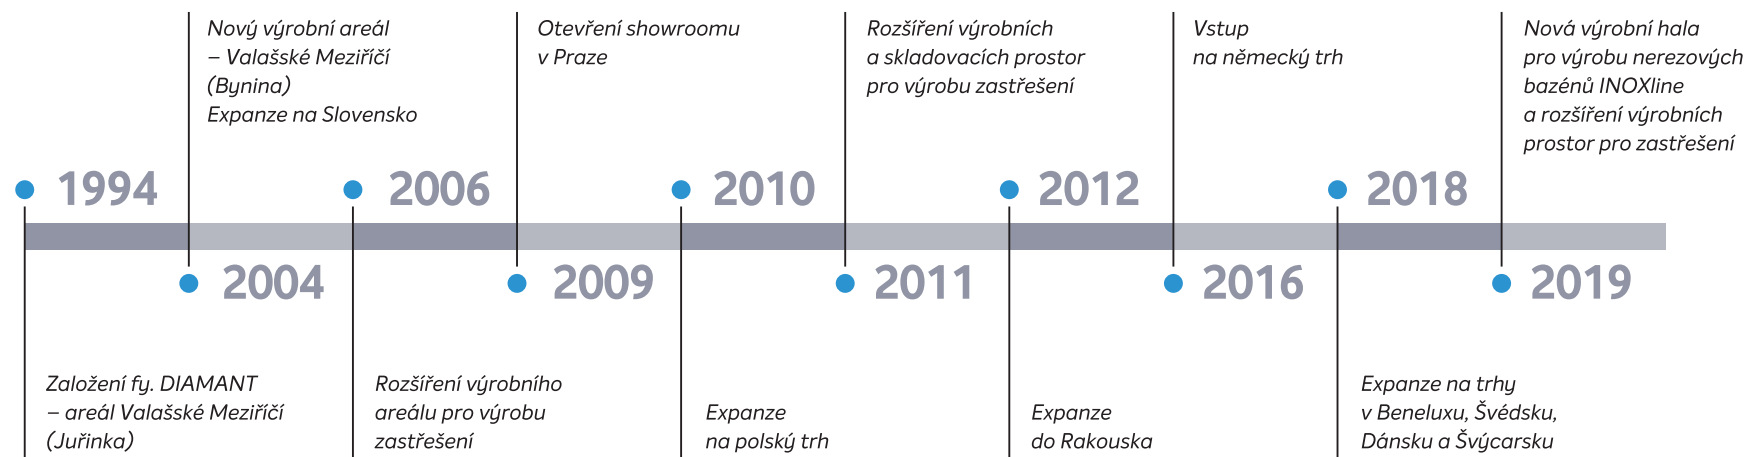 Nový výrobní areál
– Valašské Meziříčí
(Bynina)
Expanze na Slovensko
Otevření showroomu
v Praze
Rozšíření výrobních
a skladovacích prostor
pro výrobu zastřešení
Vstup
na německý trh
Nová výrobní hala
pro výrobu nerezových
bazénů INOXline
a rozšíření výrobních
prostor pro zastřešení
1994
2006
2010
2012
2018
2004
2009
2011
2016
2019
Založení fy. DIAMANT
– areál Valašské Meziříčí
(Juřinka)
Rozšíření výrobního
areálu pro výrobu
zastřešení
Expanze
na polský trh
Expanze
do Rakouska
Expanze na trhy
v Beneluxu, Švédsku,
Dánsku a Švýcarsku